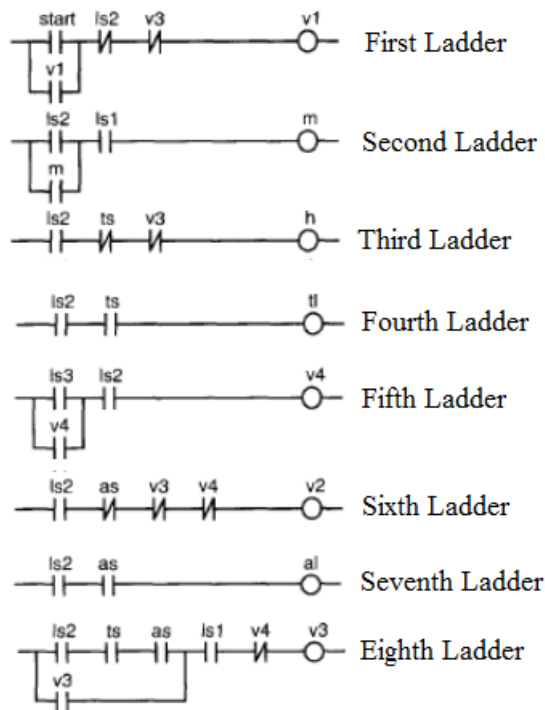 start ls2 v3 v1
First Ladder
v1
ls2 ls1 m
Second Ladder
m
ls2 ts v3 h
Third Ladder
ls2 ts tl
Fourth Ladder
ls3 ls2 v4
Fifth Ladder
v4
ls2 as v3 v4 v2
Sixth Ladder
ls2 as al
Seventh Ladder
ls2 ts as ls1 v4 v3
Eighth Ladder
v3